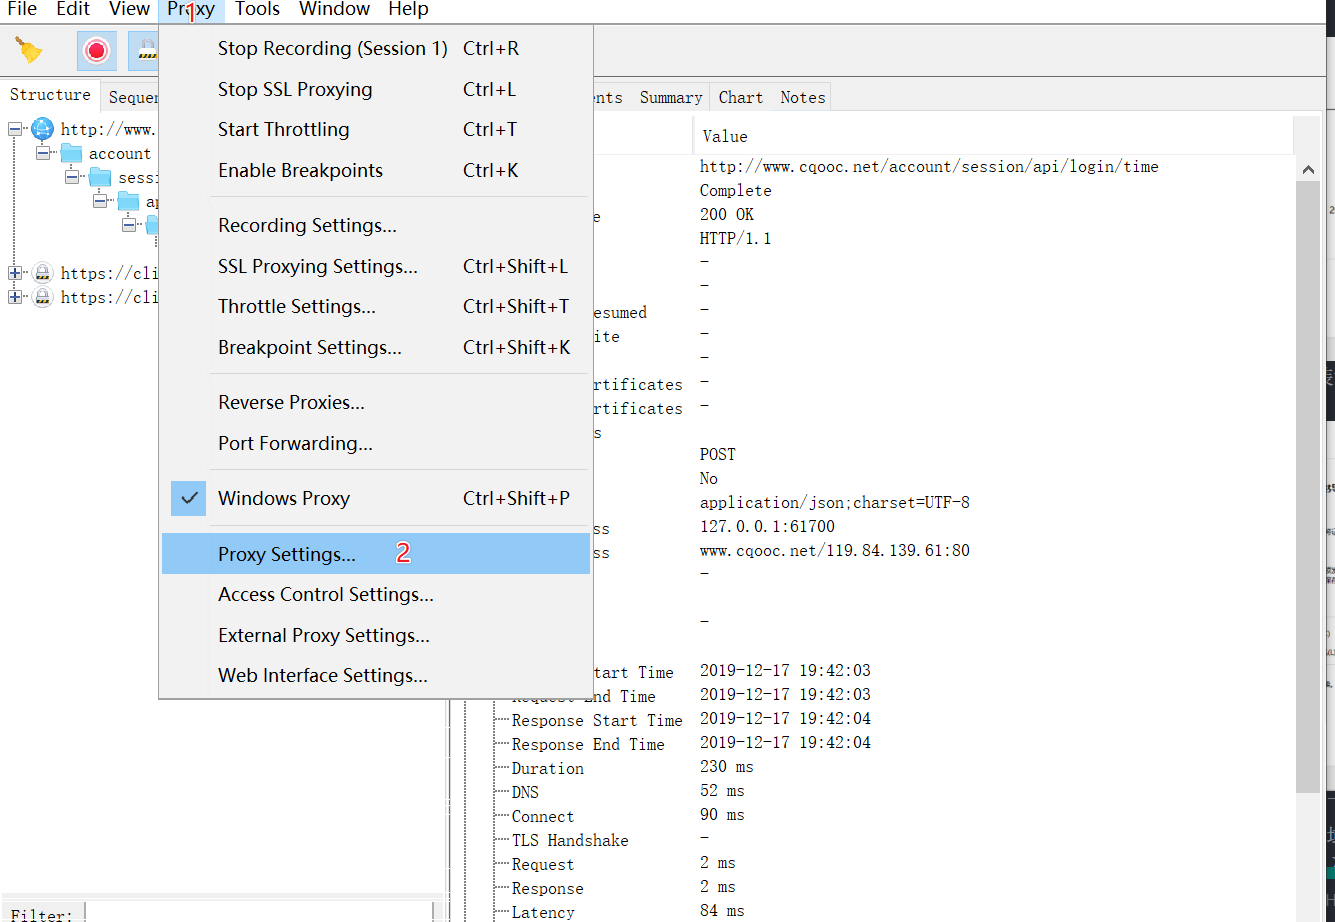 File Edit View Proxy Tools Window Help
1
Structure
Sequen
http://www.
account
sessi
ap
https://cli
https://cli
Filter:
Stop Recording (Session 1) Ctrl+R
Stop SSL Proxying Ctrl+L
Start Throttling Ctrl+T
Enable Breakpoints Ctrl+K
Recording Settings...
SSL Proxying Settings... Ctrl+Shift+L
Throttle Settings... Ctrl+Shift+T
Breakpoint Settings... Ctrl+Shift+K
Reverse Proxies...
Port Forwarding...
Windows Proxy Ctrl+Shift+P
Proxy Settings... 2
Access Control Settings...
External Proxy Settings...
Web Interface Settings...
ents Summary Chart Notes
Value
http://www.cqooc.net/account/session/api/login/time
Complete
e 200 OK
HTTP/1.1
-
-
esumed -
ite -
-
rtificates -
rtificates -
s
POST
No
application/json;charset=UTF-8
ss 127.0.0.1:61700
ss www.cqooc.net/119.84.139.61:80
-
-
tart Time 2019-12-17 19:42:03
Request End Time 2019-12-17 19:42:03
Response Start Time 2019-12-17 19:42:04
Response End Time 2019-12-17 19:42:04
Duration 230 ms
DNS 52 ms
Connect 90 ms
TLS Handshake -
Request 2 ms
Response 2 ms
Latency 84 ms